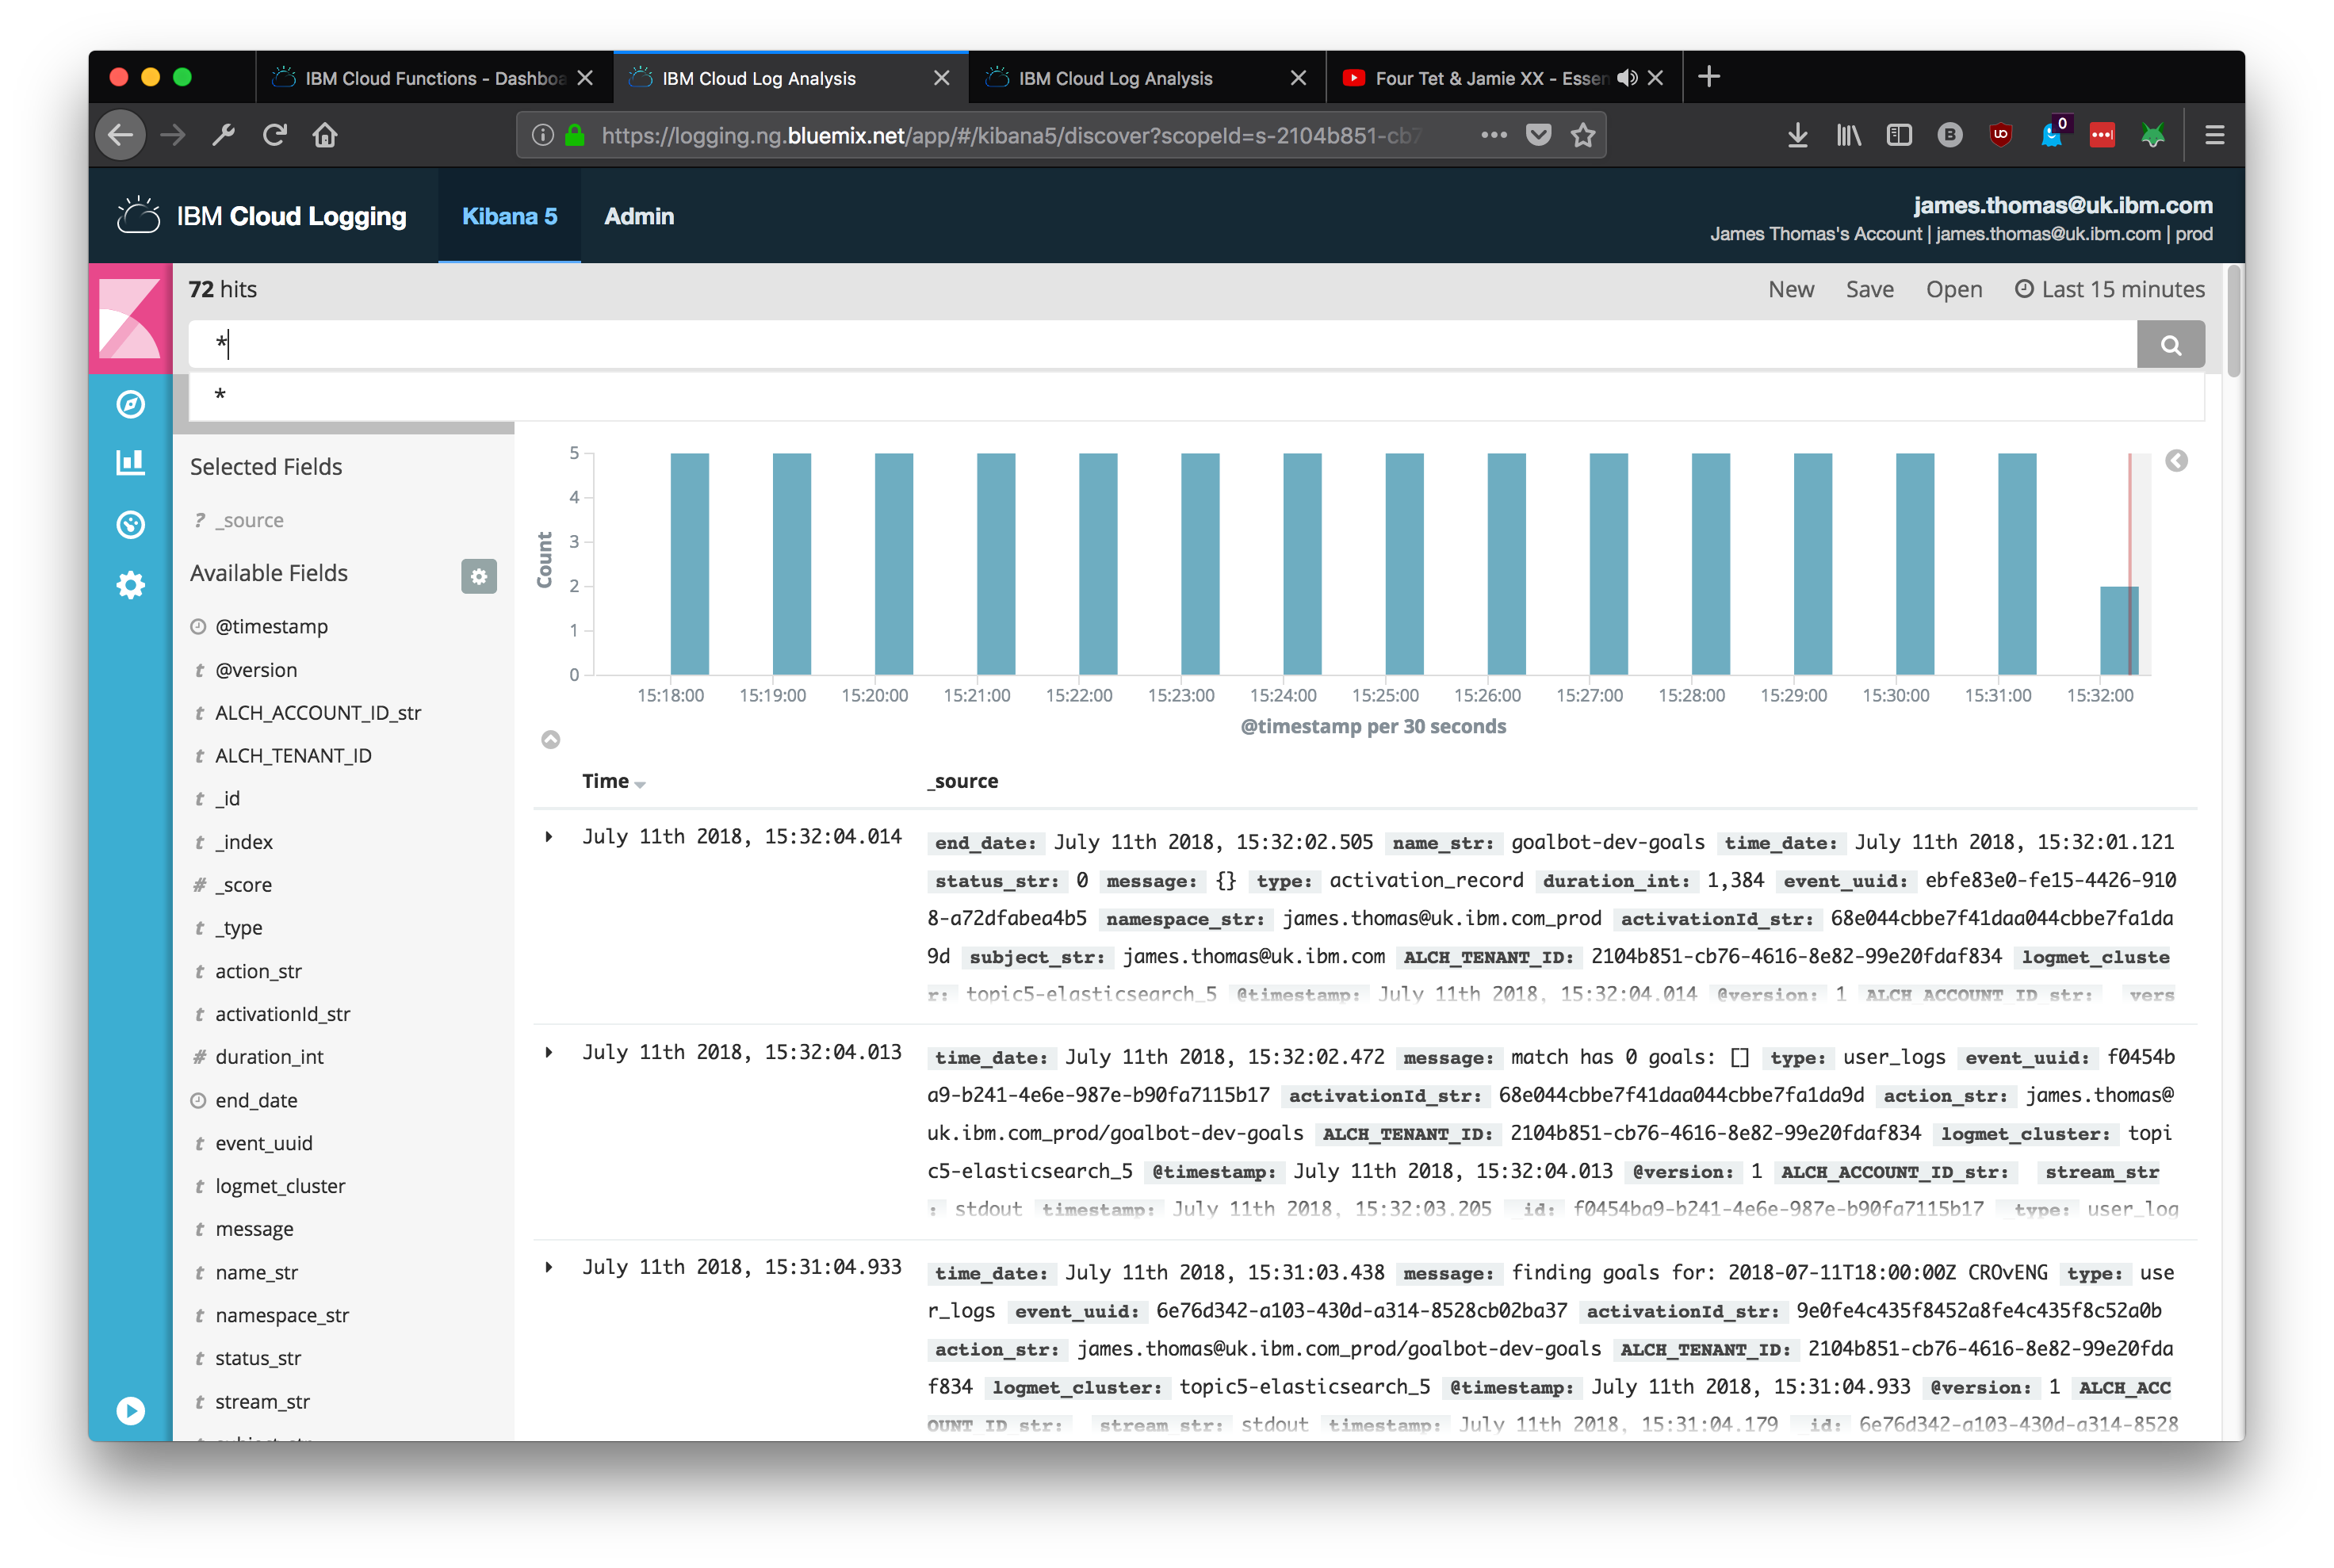 IBM Cloud Functions - Dashboa
IBM Cloud Log Analysis
IBM Cloud Log Analysis
Four Tet & Jamie XX - Essen
https://logging.ng.bluemix.net/app/#/kibana5/discover?scopeId=s-2104b851-cb7
0
IBM Cloud Logging
Kibana 5
Admin
james.thomas@uk.ibm.com
James Thomas's Account | james.thomas@uk.ibm.com | prod
72 hits
New Save Open Last 15 minutes
*
*
Selected Fields
? _source
Available Fields
@timestamp
t @version
t ALCH_ACCOUNT_ID_str
t ALCH_TENANT_ID
t _id
t _index
# _score
t _type
t action_str
t activationId_str
# duration_int
end_date
t event_uuid
t logmet_cluster
t message
t name_str
t namespace_str
t status_str
t stream_str
Count
5
4
3
2
1
0
15:18:00 15:19:00 15:20:00 15:21:00 15:22:00 15:23:00 15:24:00 15:25:00 15:26:00 15:27:00 15:28:00 15:29:00 15:30:00 15:31:00 15:32:00
@timestamp per 30 seconds
Time _source
July 11th 2018, 15:32:04.014
end_date: July 11th 2018, 15:32:02.505 name_str: goalbot-dev-goals time_date: July 11th 2018, 15:32:01.121
status_str: 0 message: {} type: activation_record duration_int: 1,384 event_uuid: ebfe83e0-fe15-4426-910
8-a72dfabea4b5 namespace_str: james.thomas@uk.ibm.com_prod activationId_str: 68e044cbbe7f41daa044cbbe7fa1da
9d subject_str: james.thomas@uk.ibm.com ALCH_TENANT_ID: 2104b851-cb76-4616-8e82-99e20fdaf834 logmet_cluste
r: topic5-elasticsearch_5 @timestamp: July 11th 2018, 15:32:04.014 @version: 1 ALCH_ACCOUNT_ID_str: vers
July 11th 2018, 15:32:04.013
time_date: July 11th 2018, 15:32:02.472 message: match has 0 goals: [] type: user_logs event_uuid: f0454b
a9-b241-4e6e-987e-b90fa7115b17 activationId_str: 68e044cbbe7f41daa044cbbe7fa1da9d action_str: james.thomas@
uk.ibm.com_prod/goalbot-dev-goals ALCH_TENANT_ID: 2104b851-cb76-4616-8e82-99e20fdaf834 logmet_cluster: topi
c5-elasticsearch_5 @timestamp: July 11th 2018, 15:32:04.013 @version: 1 ALCH_ACCOUNT_ID_str: stream_str
: stdout timestamp: July 11th 2018, 15:32:03.205 _id: f0454ba9-b241-4e6e-987e-b90fa7115b17 _type: user_log
July 11th 2018, 15:31:04.933
time_date: July 11th 2018, 15:31:03.438 message: finding goals for: 2018-07-11T18:00:00Z CROvENG type: use
r_logs event_uuid: 6e76d342-a103-430d-a314-8528cb02ba37 activationId_str: 9e0fe4c435f8452a8fe4c435f8c52a0b
action_str: james.thomas@uk.ibm.com_prod/goalbot-dev-goals ALCH_TENANT_ID: 2104b851-cb76-4616-8e82-99e20fda
f834 logmet_cluster: topic5-elasticsearch_5 @timestamp: July 11th 2018, 15:31:04.933 @version: 1 ALCH_ACC
OUNT_ID_str: stream_str: stdout timestamp: July 11th 2018, 15:31:04.179 _id: 6e76d342-a103-430d-a314-8528